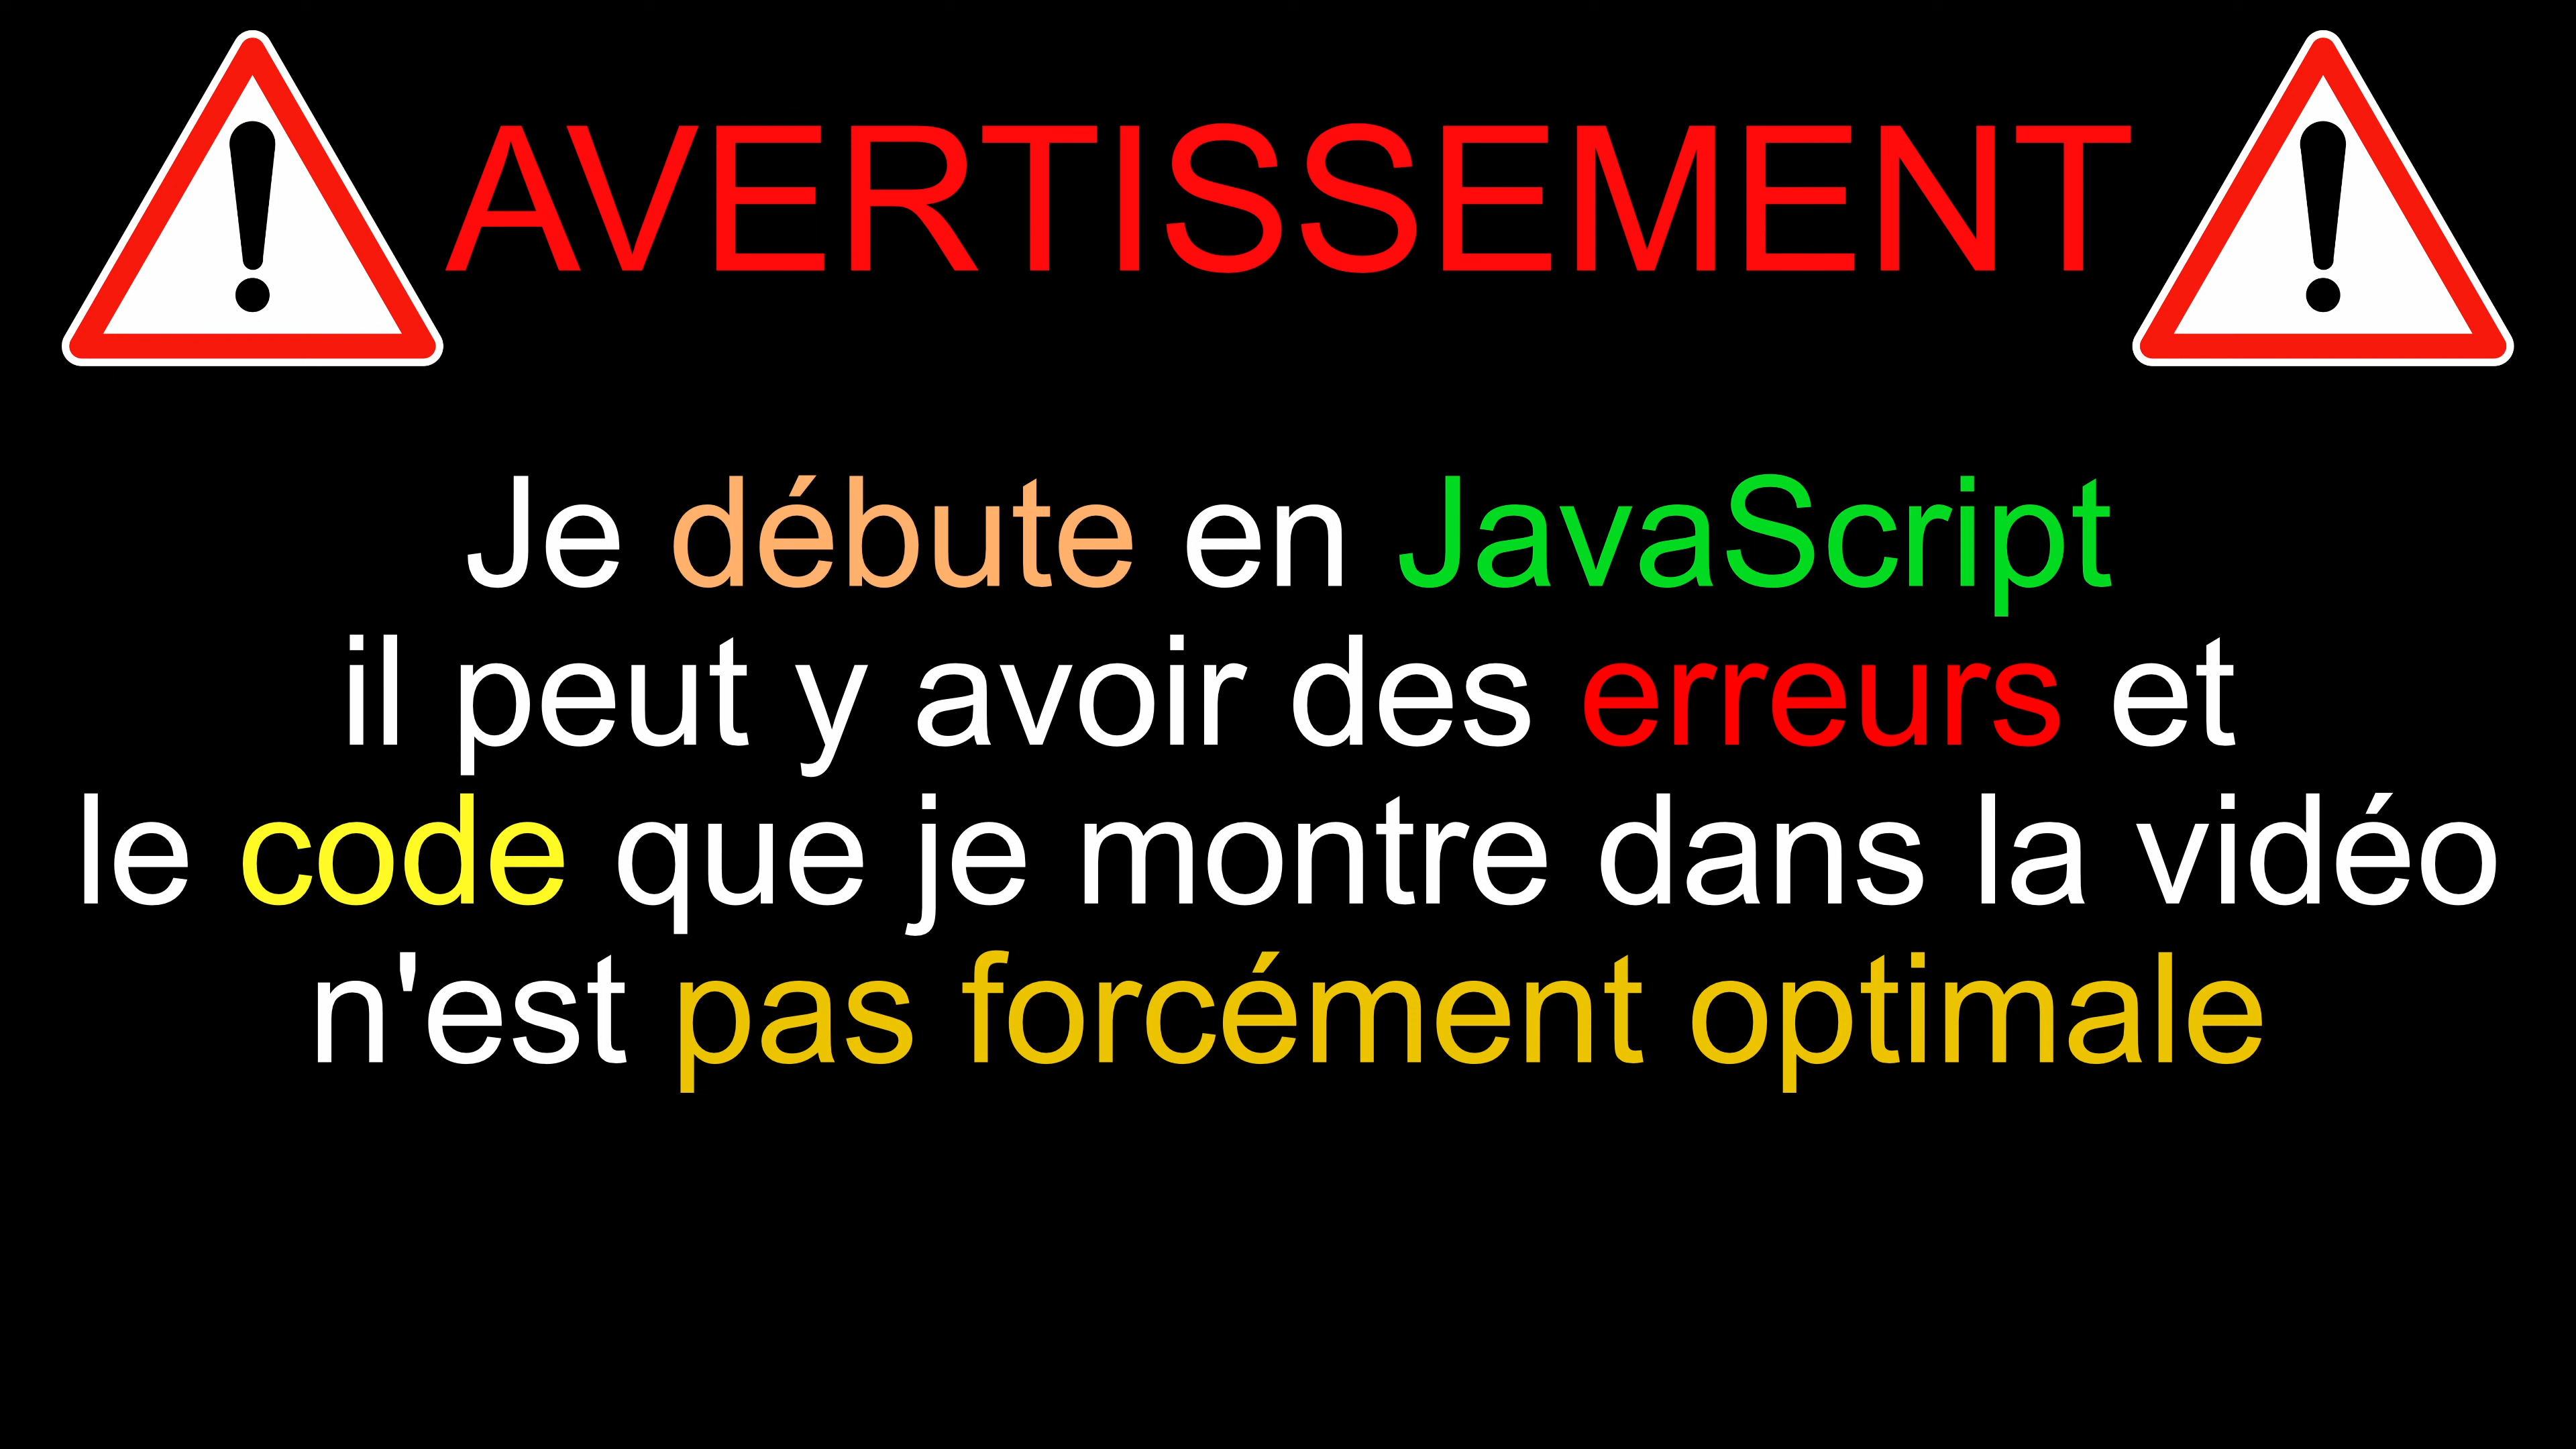 AVERTISSEMENT
Je débute en JavaScript
il peut y avoir des erreurs et
le code que je montre dans la vidéo
n'est pas forcément optimale